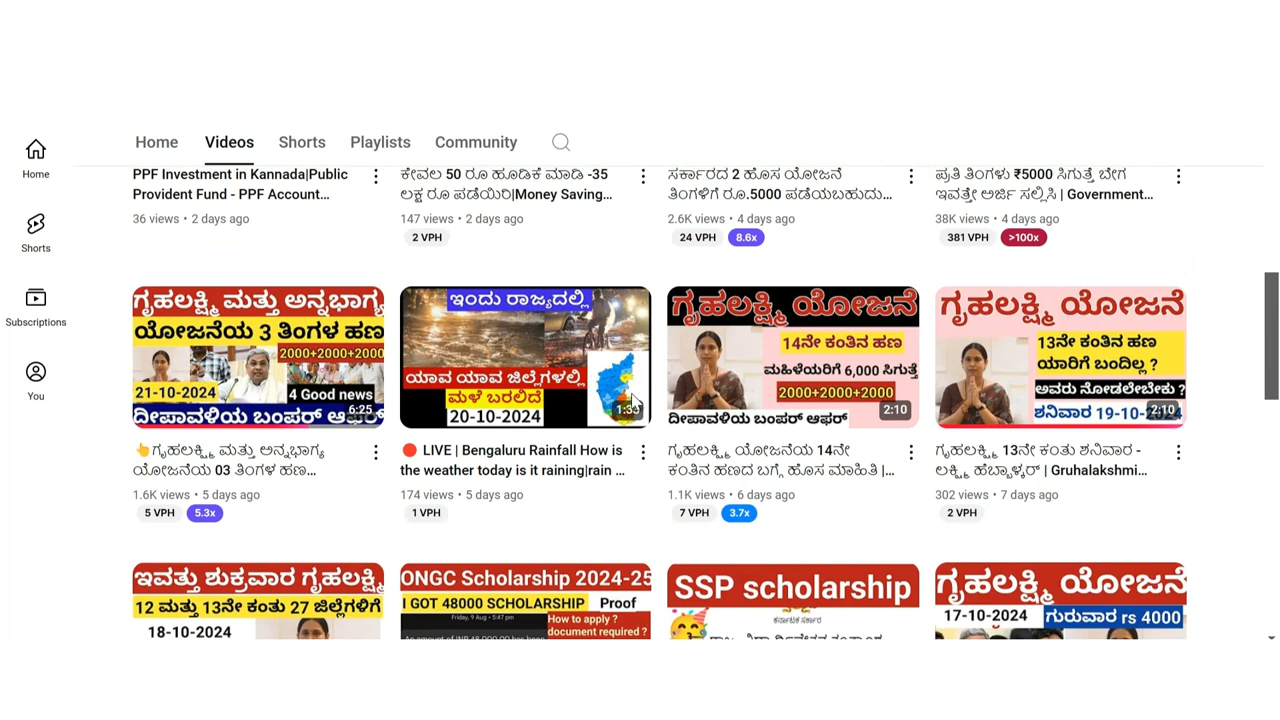 Home
Videos
Shorts
Playlists
Community
Home
Shorts
Subscriptions
You
PPF Investment in Kannada|Public
Provident Fund - PPF Account...
36 views • 2 days ago
ಕೇವಲ 50 ರೂ ಹೂಡಿಕೆ ಮಾಡಿ -35
ಲಕ್ಷ ರೂ ಪಡೆಯಿರಿ|Money Saving...
147 views • 2 days ago
2 VPH
ಸರ್ಕಾರದ 2 ಹೊಸ ಯೋಜನೆ
ತಿಂಗಳಿಗೆ ರೂ.5000 ಪಡೆಯಬಹುದು...
2.6K views • 4 days ago
24 VPH
8.6x
ಪ್ರತಿ ತಿಂಗಳು ₹5000 ಸಿಗುತ್ತೆ ಬೇಗ
ಇವತ್ತೇ ಅರ್ಜಿ ಸಲ್ಲಿಸಿ | Government...
38K views • 4 days ago
381 VPH
>100x
ಗೃಹಲಕ್ಷ್ಮಿ ಮತ್ತು ಅನ್ನಭಾಗ್ಯ
ಯೋಜನೆಯ 3 ತಿಂಗಳ ಹಣ
2000+2000+2000
21-10-2024
4 Good news
ದೀಪಾವಳಿಯ ಬಂಪರ್ ಆಫರ್
6:25
👆ಗೃಹಲಕ್ಷ್ಮಿ ಮತ್ತು ಅನ್ನಭಾಗ್ಯ
ಯೋಜನೆಯ 03 ತಿಂಗಳ ಹಣ...
1.6K views • 5 days ago
5 VPH
5.3x
ಇಂದು ರಾಜ್ಯದಲ್ಲಿ
ಯಾವ ಯಾವ ಜಿಲ್ಲೆಗಳಲ್ಲಿ
ಮಳೆ ಬರಲಿದೆ
20-10-2024
🔴 LIVE | Bengaluru Rainfall How is
the weather today is it raining|rain ...
174 views • 5 days ago
1 VPH
ಗೃಹಲಕ್ಷ್ಮಿ ಯೋಜನೆ
14ನೇ ಕಂತಿನ ಹಣ
ಮಹಿಳೆಯರಿಗೆ 6,000 ಸಿಗುತ್ತೆ
2000+2000+2000
ದೀಪಾವಳಿಯ ಬಂಪರ್ ಆಫರ್
2:10
ಗೃಹಲಕ್ಷ್ಮಿ ಯೋಜನೆಯ 14ನೇ
ಕಂತಿನ ಹಣದ ಬಗ್ಗೆ ಹೊಸ ಮಾಹಿತಿ |...
1.1K views • 6 days ago
7 VPH
3.7x
ಗೃಹಲಕ್ಷ್ಮಿ ಯೋಜನೆ
13ನೇ ಕಂತಿನ ಹಣ
ಯಾರಿಗೆ ಬಂದಿಲ್ಲ ?
ಅವರು ನೋಡಲೇಬೇಕು ?
ಶನಿವಾರ 19-10-2024
2:10
ಗೃಹಲಕ್ಷ್ಮಿ 13ನೇ ಕಂತು ಶನಿವಾರ -
ಲಕ್ಷ್ಮಿ ಹೆಬ್ಬಾಳ್ಕರ್ | Gruhalakshmi...
302 views • 7 days ago
2 VPH
ಇವತ್ತು ಶುಕ್ರವಾರ ಗೃಹಲಕ್ಷ್ಮಿ
12 ಮತ್ತು 13ನೇ ಕಂತು 27 ಜಿಲ್ಲೆಗಳಿಗೆ
18-10-2024
ONGC Scholarship 2024-25
I GOT 48000 SCHOLARSHIP Proof
Friday, 9 Aug • 5:47 pm
How to apply ?
document required ?
SSP scholarship
ಕರ್ನಾಟಕ ಸರ್ಕಾರ
ಗೃಹಲಕ್ಷ್ಮಿ ಯೋಜನೆ
17-10-2024
ಗುರುವಾರ rs 4000